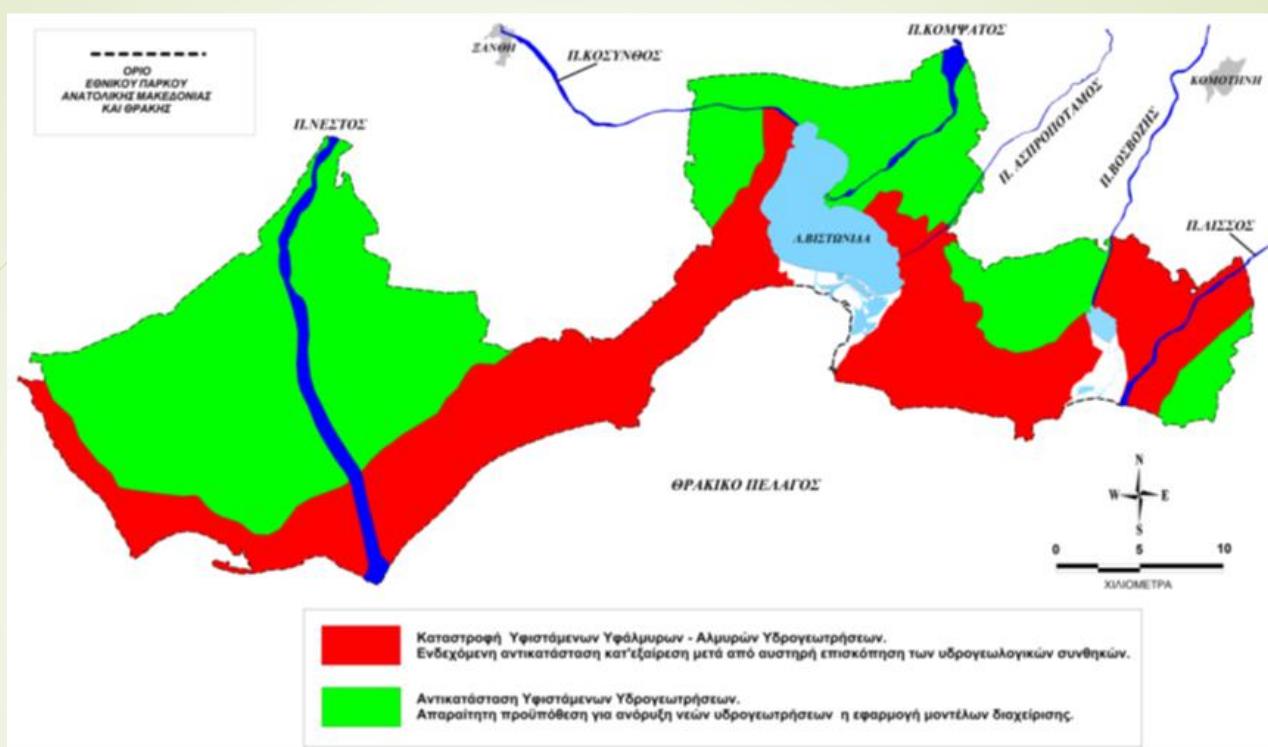 ΟΡΙΟ
ΕΘΝΙΚΟΥ ΠΑΡΚΟΥ
ΑΝΑΤΟΛΙΚΗΣ ΜΑΚΕΔΟΝΙΑΣ
ΚΑΙ ΘΡΑΚΗΣ
ΞΑΝΘΗ
Π.ΚΟΣΥΝΘΟΣ
Π.ΚΟΜΨΑΤΟΣ
Π. ΑΣΠΡΟΠΟΤΑΜΟΣ
Π.ΒΟΣΒΟΖΗΣ
ΚΟΜΟΤΗΝΗ
Π.ΝΕΣΤΟΣ
Λ.ΒΙΣΤΩΝΙΔΑ
Π.ΛΙΣΣΟΣ
ΘΡΑΚΙΚΟ ΠΕΛΑΓΟΣ
N
W E
S
0 5 10
ΧΙΛΙΟΜΕΤΡΑ
Καταστροφή Υφιστάμενων Υφάλμυρων - Αλμυρών Υδρογεωτρήσεων.
Ενδεχόμενη αντικατάσταση κατ'εξαίρεση μετά από αυστηρή επισκόπηση των υδρογεωλογικών συνθηκών.
Αντικατάσταση Υφιστάμενων Υδρογεωτρήσεων.
Απαραίτητη προϋπόθεση για ανόρυξη νεών υδρογεωτρήσεων η εφαρμογή μοντέλων διαχείρισης.